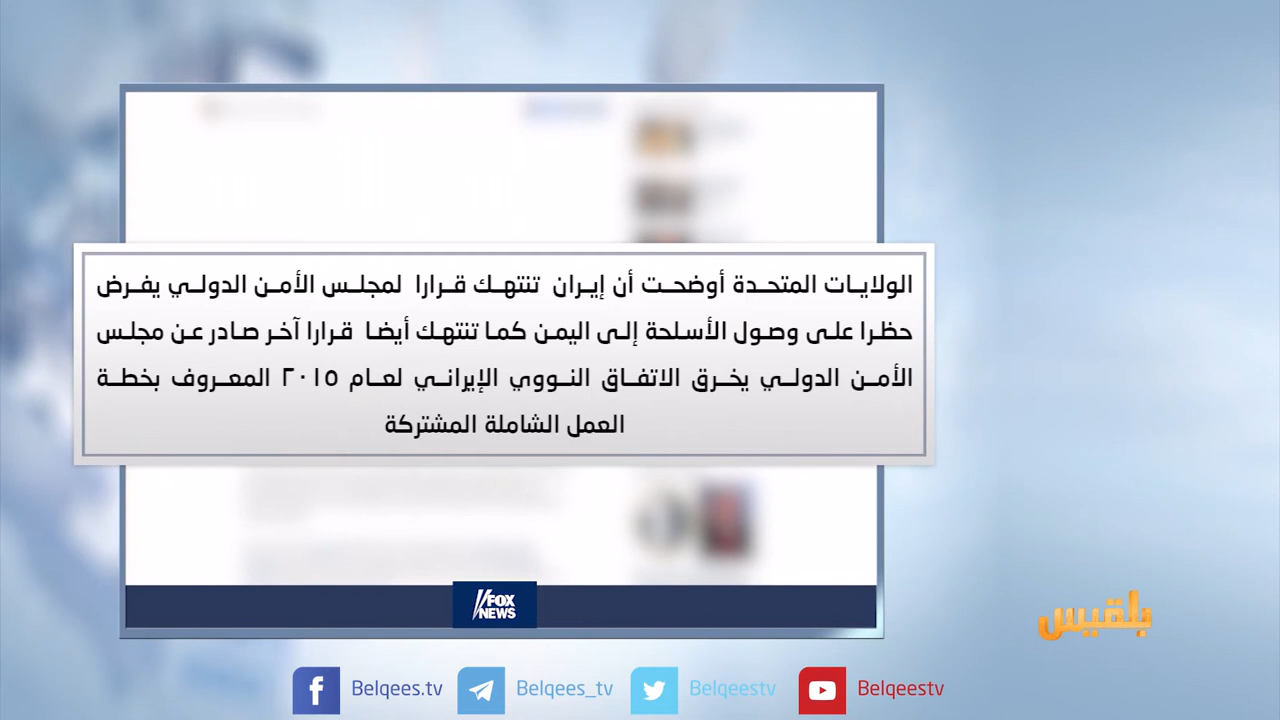 الولايات المتحدة أوضحت أن إيران تنتهك قرارا لمجلس الأمن الدولي يفرض
حظرا على وصول الأسلحة إلى اليمن كما تنتهك أيضا قرارا آخر صادر عن مجلس
الأمن الدولي يخرق الاتفاق النووي الإيراني لعام ٢٠١٥ المعروف بخطة
العمل الشاملة المشتركة
FOX
NEWS
بلقيس
Belqees.tv Belqees_tv Belqeestv Belqeestv